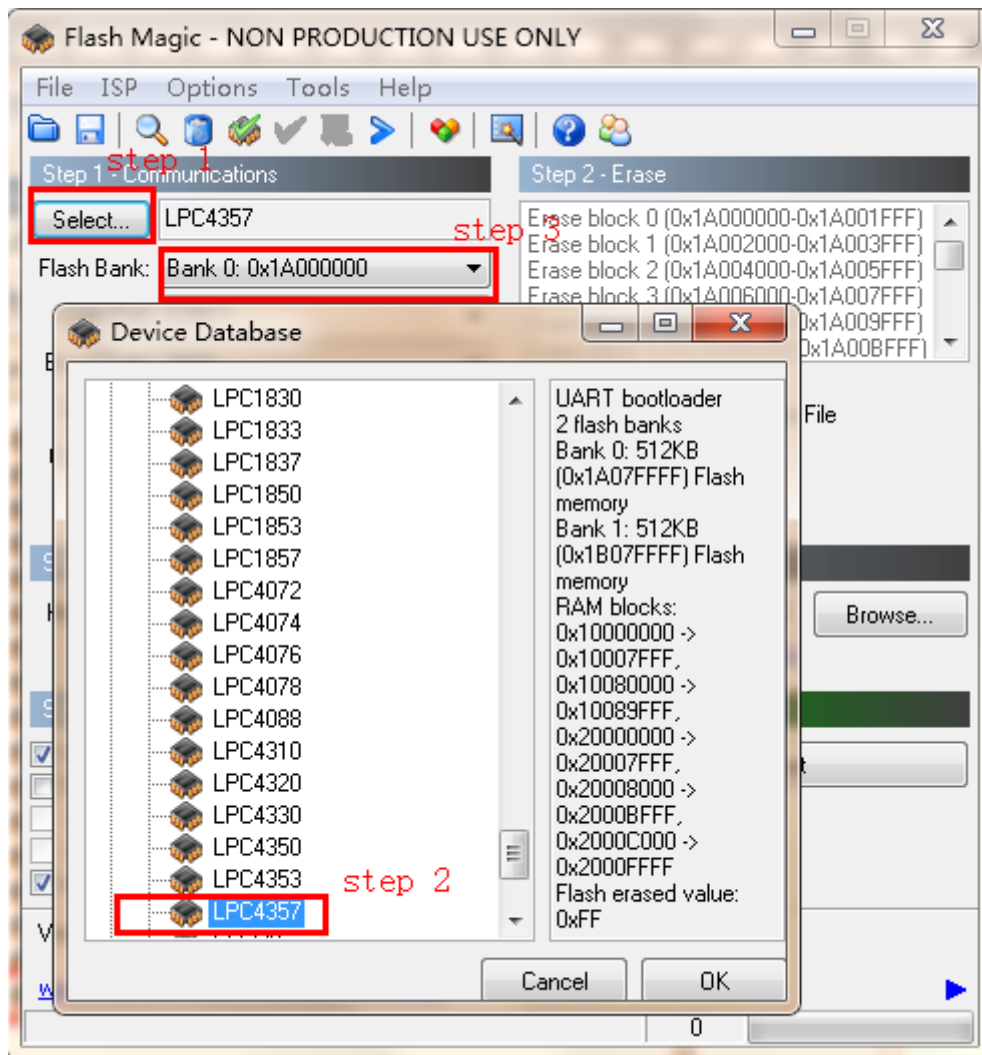 Flash Magic - NON PRODUCTION USE ONLY
File ISP Options Tools Help
step 1
Step 1 - Communications
Step 2 - Erase
Select... LPC4357
step 3
Flash Bank: Bank 0: 0x1A000000
Erase block 0 (0x1A000000-0x1A001FFF)
Erase block 1 (0x1A002000-0x1A003FFF)
Erase block 2 (0x1A004000-0x1A005FFF)
Erase block 3 (0x1A006000-0x1A007FFF)
0x1A009FFF)
0x1A00BFFF)
File
Browse...
Device Database
LPC1830
LPC1833
LPC1837
LPC1850
LPC1853
LPC1857
LPC4072
LPC4074
LPC4076
LPC4078
LPC4088
LPC4310
LPC4320
LPC4330
LPC4350
LPC4353
step 2
LPC4357
UART bootloader
2 flash banks
Bank 0: 512KB
(0x1A07FFFF) Flash
memory
Bank 1: 512KB
(0x1B07FFFF) Flash
memory
RAM blocks:
0x10000000 ->
0x10007FFF,
0x10080000 ->
0x10089FFF,
0x20000000 ->
0x20007FFF,
0x20008000 ->
0x2000BFFF,
0x2000C000 ->
0x2000FFFF
Flash erased value:
0xFF
Cancel OK
0